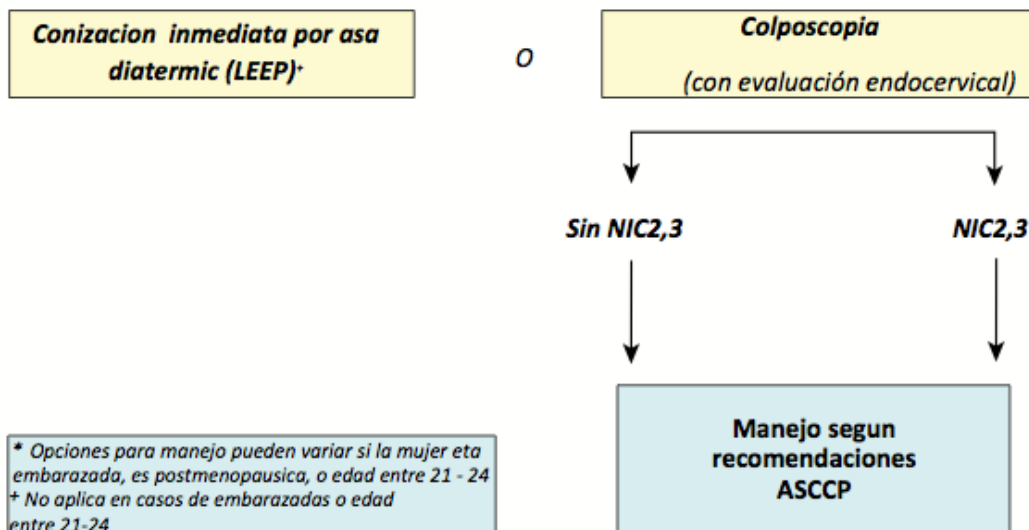 Conizacion inmediata por asa
diatermic (LEEP)+
O
Colposcopia
(con evaluación endocervical)
Sin NIC2,3
NIC2,3
Manejo segun
recomendaciones
ASCCP
* Opciones para manejo pueden variar si la mujer eta
embarazada, es postmenopausica, o edad entre 21 - 24
+ No aplica en casos de embarazadas o edad
entre 21-24